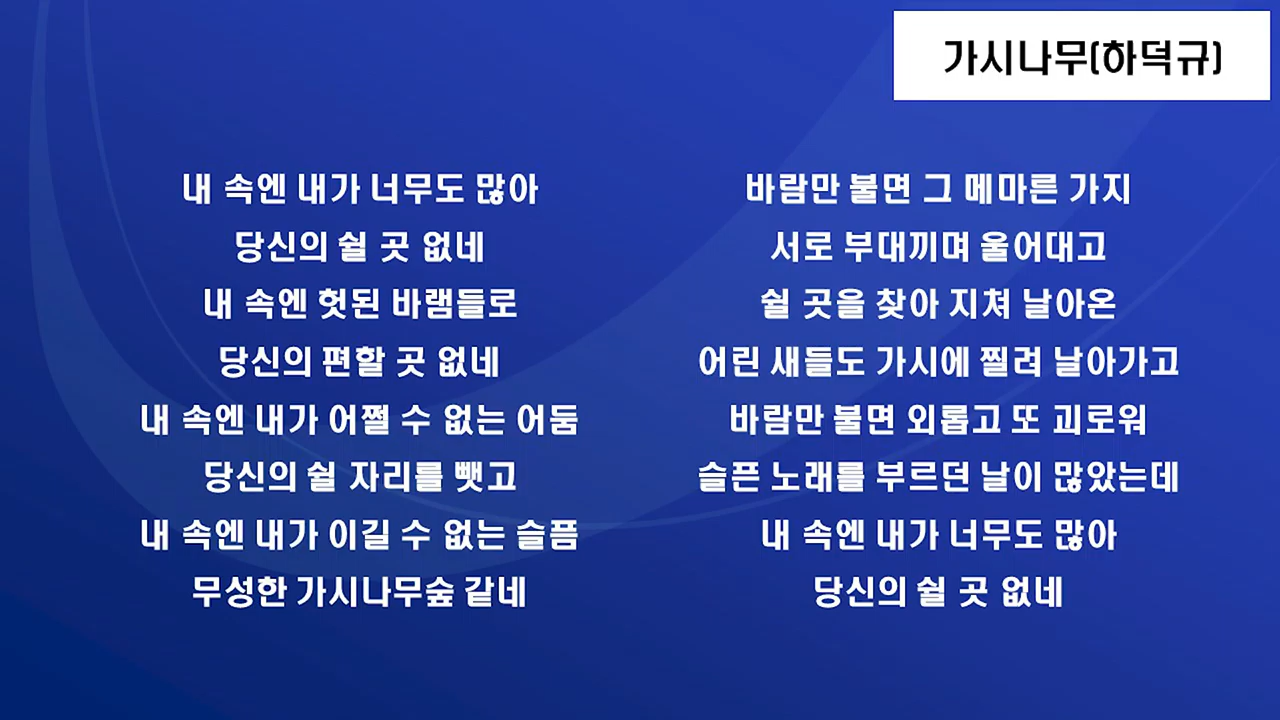 가시나무(하덕규)
내 속엔 내가 너무도 많아
당신의 쉴 곳 없네
내 속엔 헛된 바램들로
당신의 편할 곳 없네
내 속엔 내가 어쩔 수 없는 어둠
당신의 쉴 자리를 뺏고
내 속엔 내가 이길 수 없는 슬픔
무성한 가시나무숲 같네
바람만 불면 그 메마른 가지
서로 부대끼며 울어대고
쉴 곳을 찾아 지쳐 날아온
어린 새들도 가시에 찔려 날아가고
바람만 불면 외롭고 또 괴로워
슬픈 노래를 부르던 날이 많았는데
내 속엔 내가 너무도 많아
당신의 쉴 곳 없네